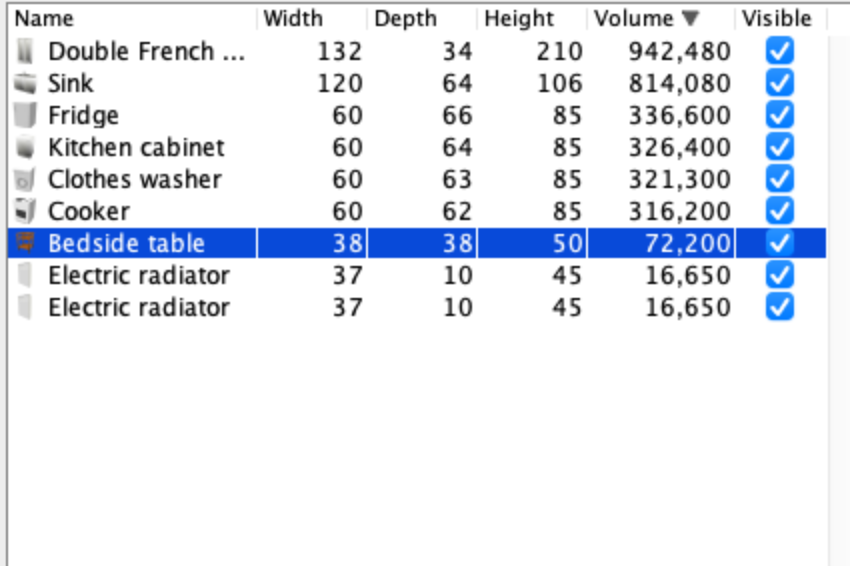 Name Width Depth Height Volume ▼ Visible
Double French ... 132 34 210 942,480
Sink 120 64 106 814,080
Fridge 60 66 85 336,600
Kitchen cabinet 60 64 85 326,400
Clothes washer 60 63 85 321,300
Cooker 60 62 85 316,200
Bedside table 38 38 50 72,200
Electric radiator 37 10 45 16,650
Electric radiator 37 10 45 16,650